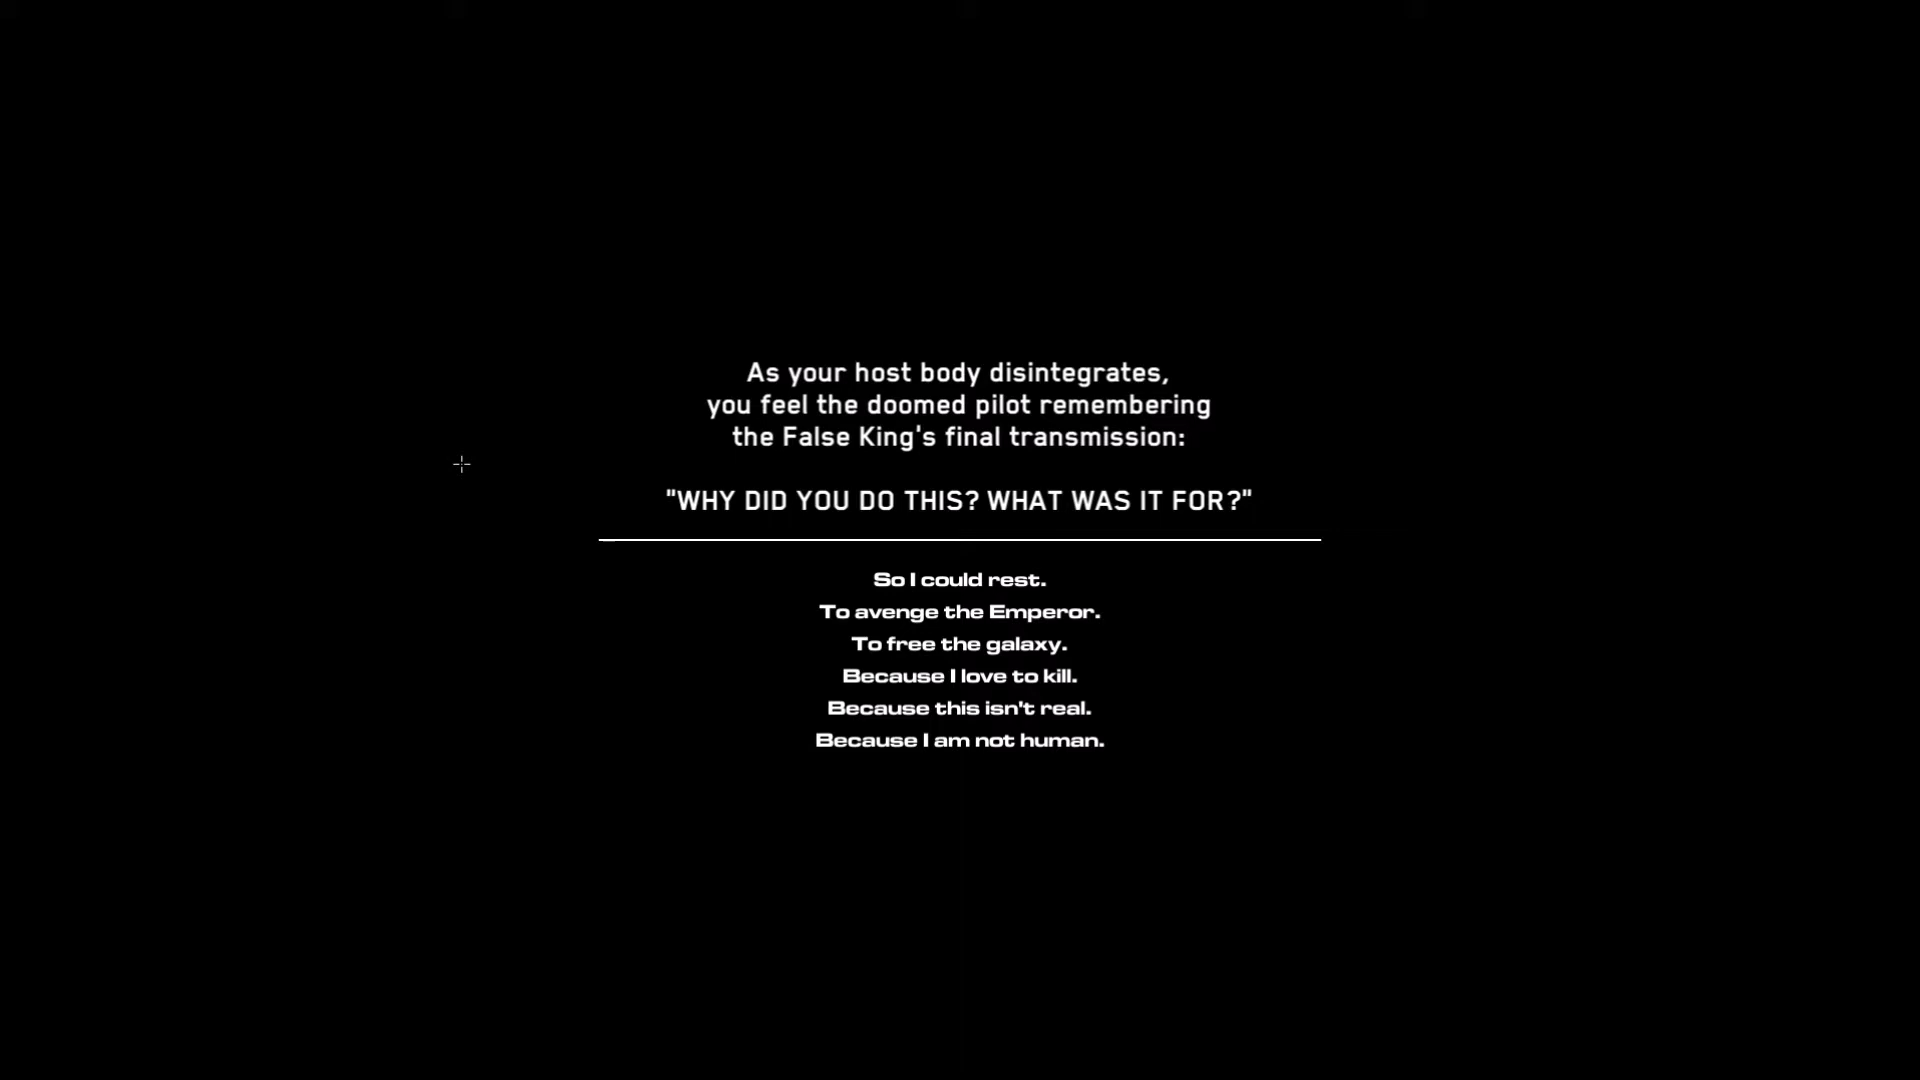 As your host body disintegrates,
you feel the doomed pilot remembering
the False King's final transmission:
"WHY DID YOU DO THIS? WHAT WAS IT FOR?"
So I could rest.
To avenge the Emperor.
To free the galaxy.
Because I love to kill.
Because this isn't real.
Because I am not human.